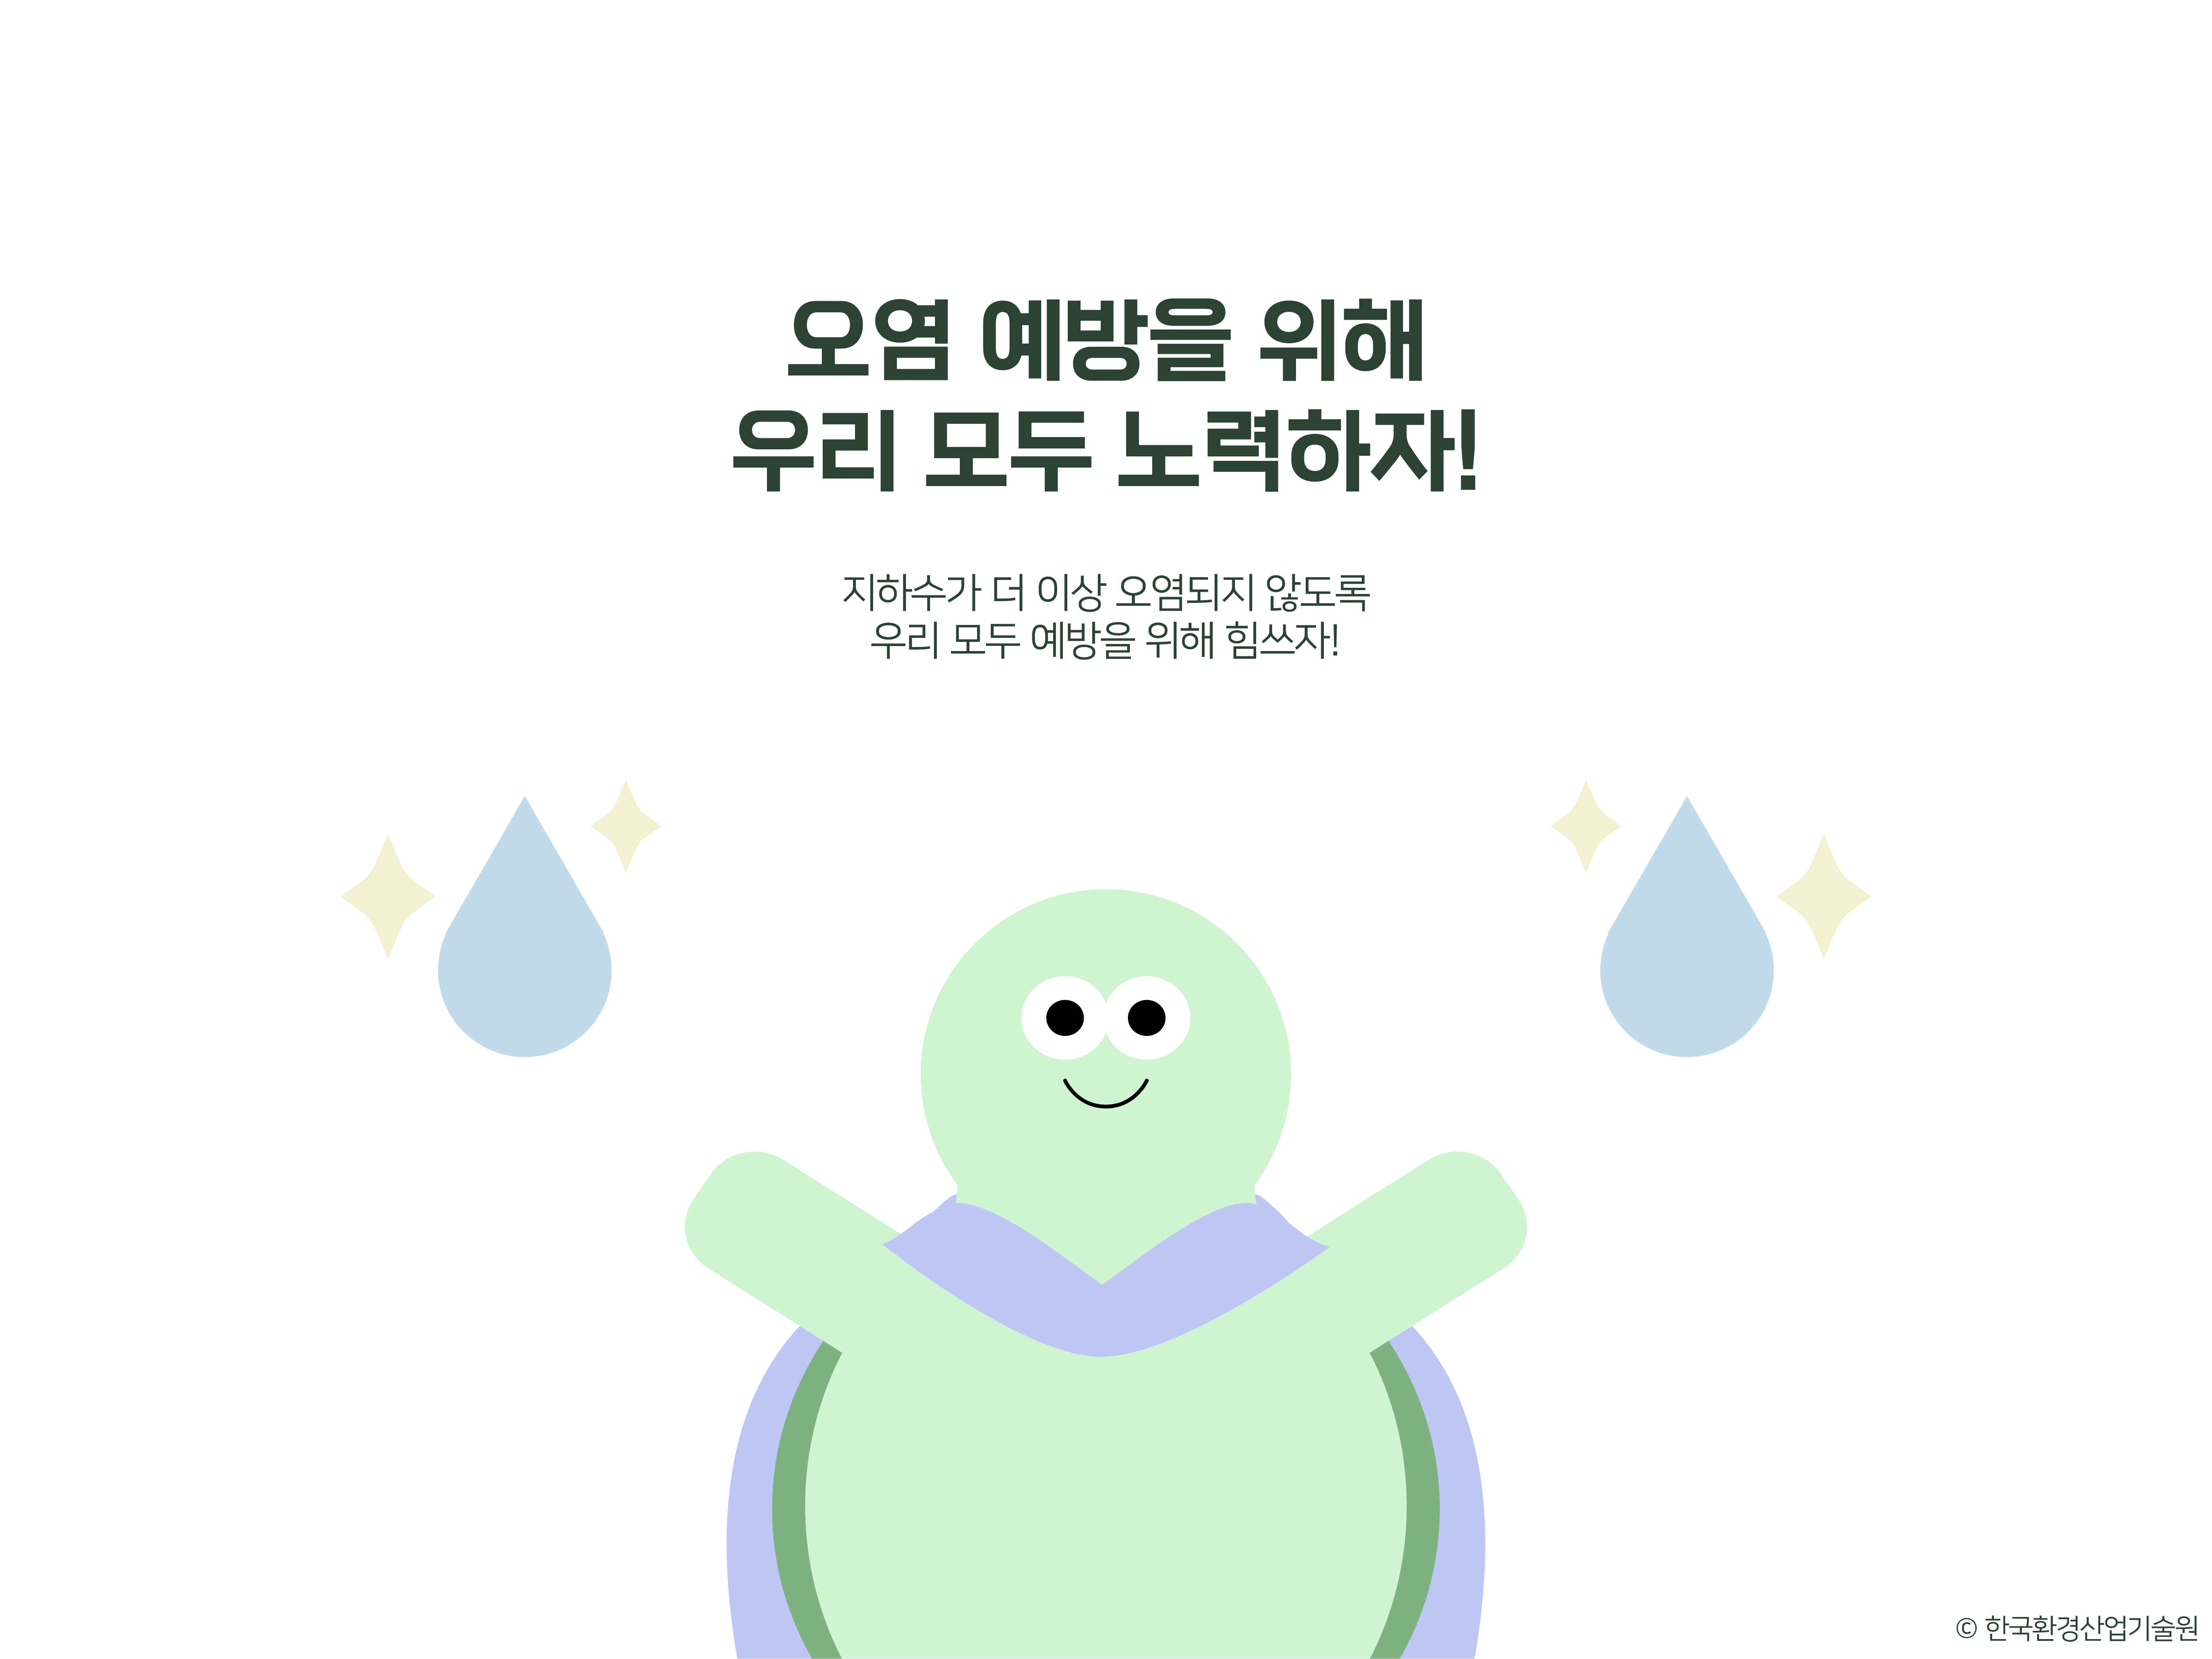 오염 예방을 위해
우리 모두 노력하자!
지하수가 더 이상 오염되지 않도록
우리 모두 예방을 위해 힘쓰자!
© 한국환경산업기술원